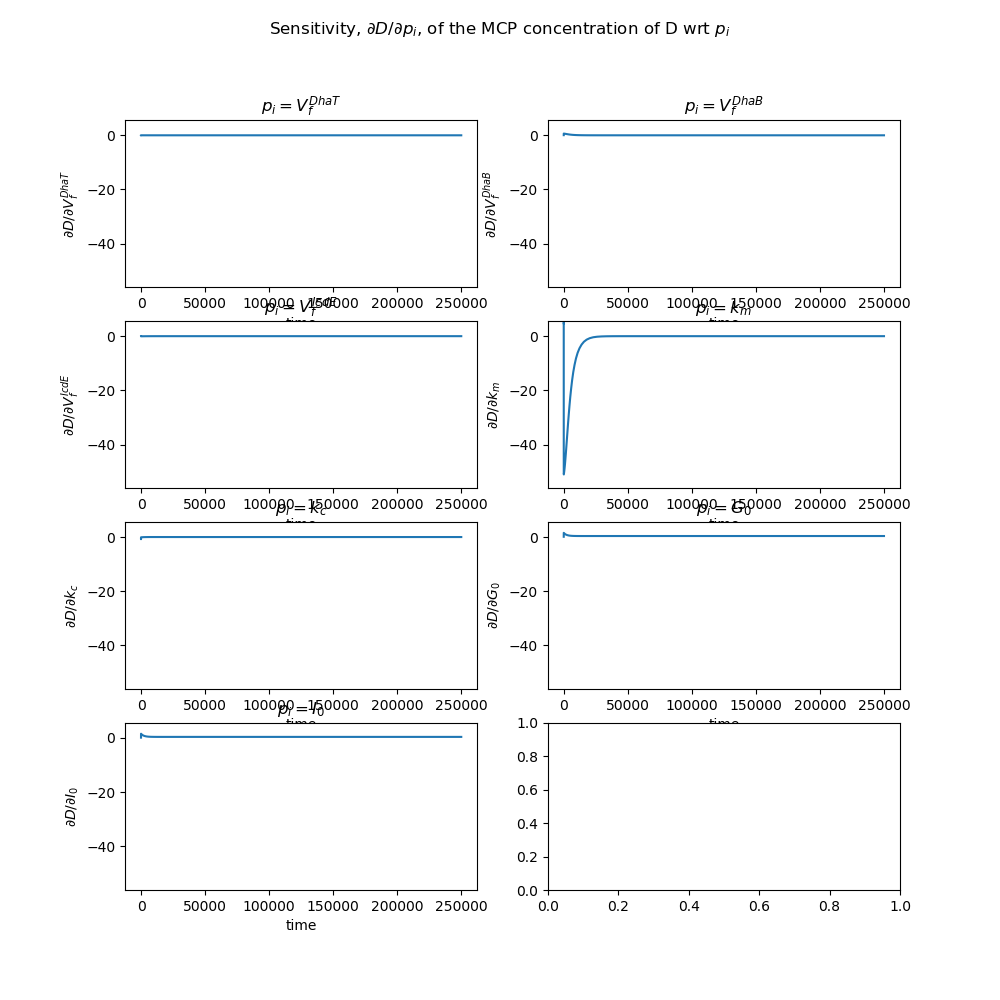 Sensitivity, ∂D/∂p_i, of the MCP concentration of D wrt p_i
p_i = V_f^{DhaT}
∂D/∂V_f^{DhaT}
0
−20
−40
0 50000 100000 150000 200000 250000
time
p_i = V_f^{DhaB}
∂D/∂V_f^{DhaB}
0
−20
−40
0 50000 100000 150000 200000 250000
time
p_i = V_f^{IcdE}
∂D/∂V_f^{IcdE}
0
−20
−40
0 50000 100000 150000 200000 250000
time
p_i = k_m
∂D/∂k_m
0
−20
−40
0 50000 100000 150000 200000 250000
time
p_i = k_c
∂D/∂k_c
0
−20
−40
0 50000 100000 150000 200000 250000
time
p_i = G_0
∂D/∂G_0
0
−20
−40
0 50000 100000 150000 200000 250000
time
p_i = I_0
∂D/∂I_0
0
−20
−40
0 50000 100000 150000 200000 250000
time
1.0
0.8
0.6
0.4
0.2
0.0
0.0 0.2 0.4 0.6 0.8 1.0